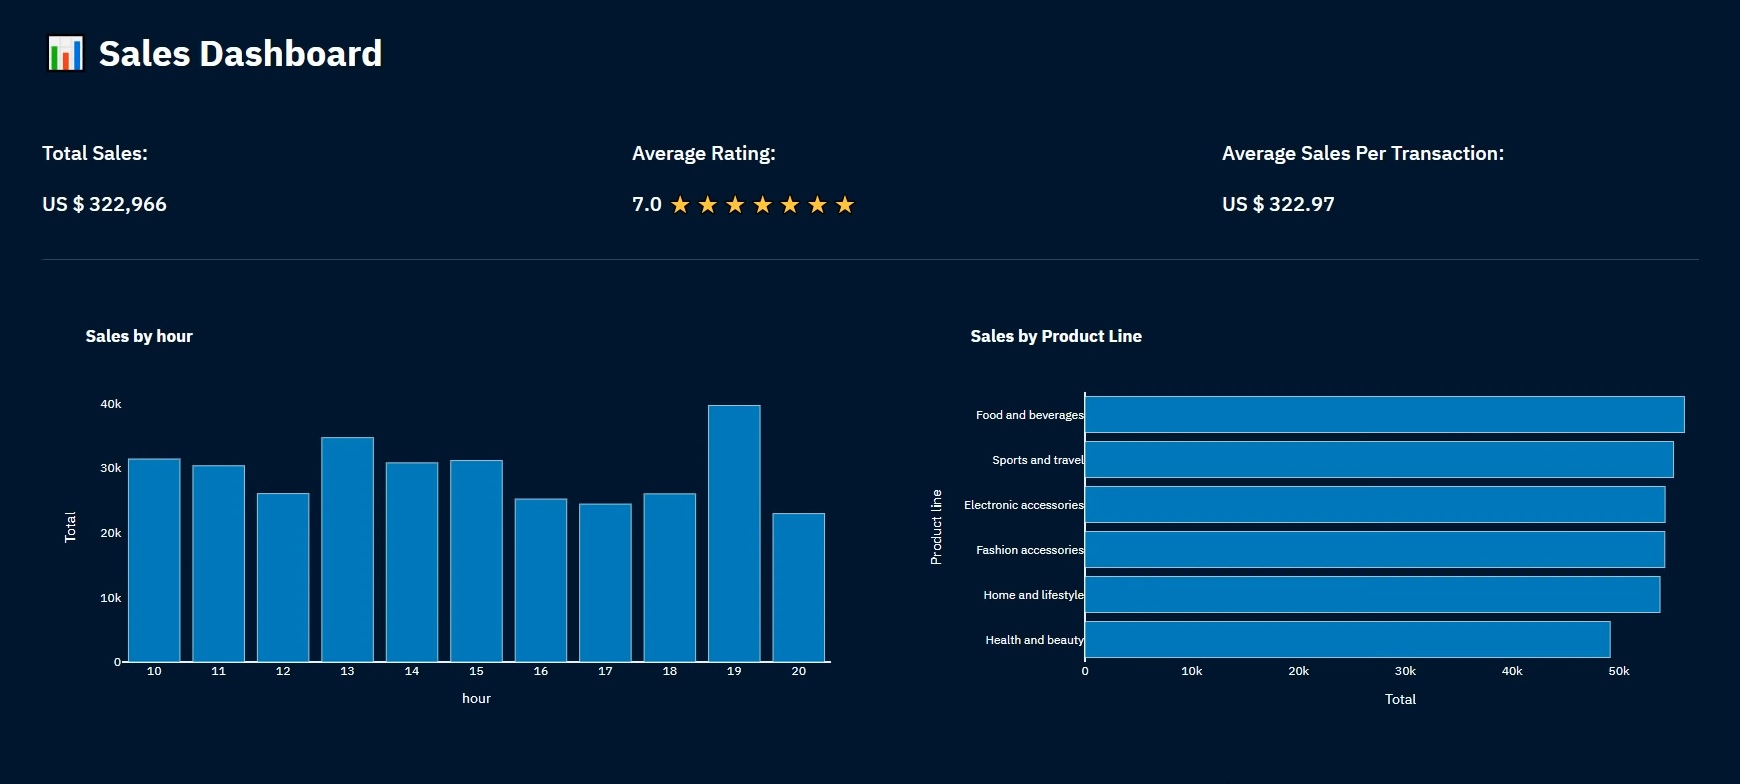 Sales Dashboard
Total Sales:
US $ 322,966
Average Rating:
7.0 ★ ★ ★ ★ ★ ★ ★
Average Sales Per Transaction:
US $ 322.97
Sales by hour
Total
40k
30k
20k
10k
0
10 11 12 13 14 15 16 17 18 19 20
hour
Sales by Product Line
Product line
Food and beverages
Sports and travel
Electronic accessories
Fashion accessories
Home and lifestyle
Health and beauty
0 10k 20k 30k 40k 50k
Total